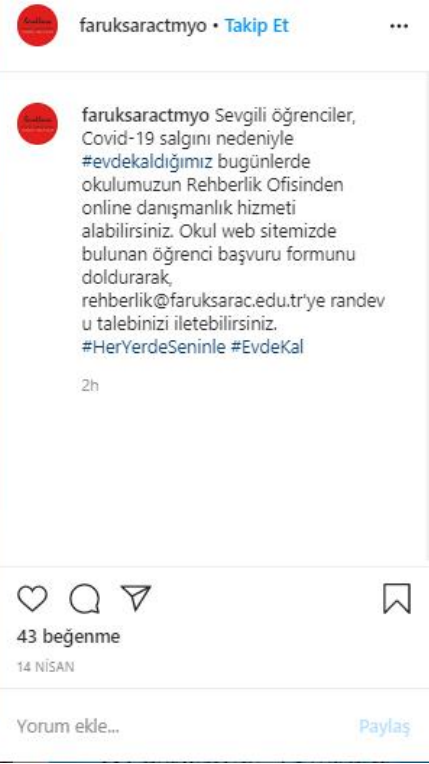 faruksaractmyo • Takip Et
faruksaractmyo Sevgili öğrenciler,
Covid-19 salgını nedeniyle
#evdekaldığımız bugünlerde
okulumuzun Rehberlik Ofisinden
online danışmanlık hizmeti
alabilirsiniz. Okul web sitemizde
bulunan öğrenci başvuru formunu
doldurarak,
rehberlik@faruksarac.edu.tr'ye randev
u talebinizi iletebilirsiniz.
#HerYerdeSeninle #EvdeKal
2h
43 beğenme
14 NİSAN
Yorum ekle...
Paylaş